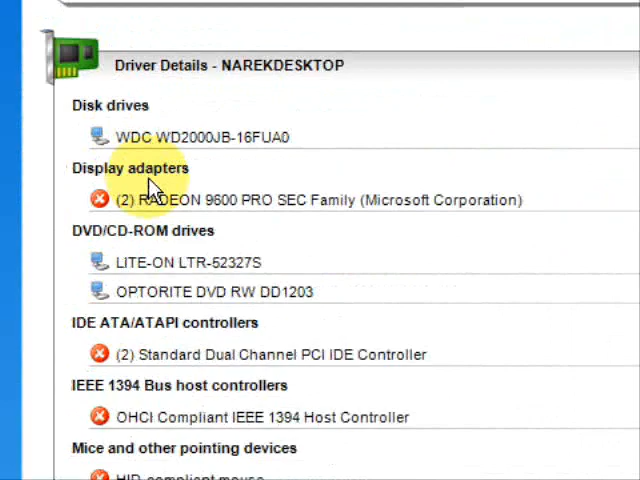 Driver Details - NAREKDESKTOP
Disk drives
WDC WD2000JB-16FUA0
Display adapters
(2) RADEON 9600 PRO SEC Family (Microsoft Corporation)
DVD/CD-ROM drives
LITE-ON LTR-52327S
OPTORITE DVD RW DD1203
IDE ATA/ATAPI controllers
(2) Standard Dual Channel PCI IDE Controller
IEEE 1394 Bus host controllers
OHCI Compliant IEEE 1394 Host Controller
Mice and other pointing devices
HID-compliant mouse